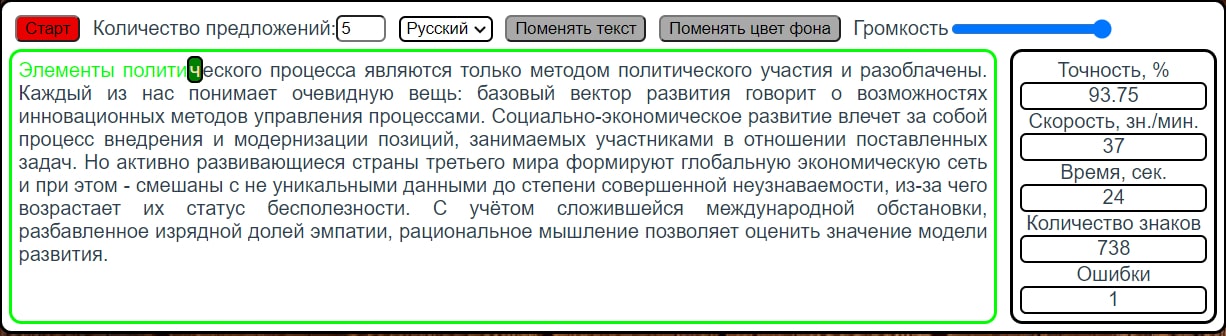 Старт Количество предложений: 5 Русский Поменять текст Поменять цвет фона Громкость
Элементы политического процесса являются только методом политического участия и разоблачены.
Каждый из нас понимает очевидную вещь: базовый вектор развития говорит о возможностях
инновационных методов управления процессами. Социально-экономическое развитие влечет за собой
процесс внедрения и модернизации позиций, занимаемых участниками в отношении поставленных
задач. Но активно развивающиеся страны третьего мира формируют глобальную экономическую сеть
и при этом - смешаны с не уникальными данными до степени совершенной неузнаваемости, из-за чего
возрастает их статус бесполезности. С учётом сложившейся международной обстановки,
разбавленное изрядной долей эмпатии, рациональное мышление позволяет оценить значение модели
развития.
Точность, %
93.75
Скорость, зн./мин.
37
Время, сек.
24
Количество знаков
738
Ошибки
1